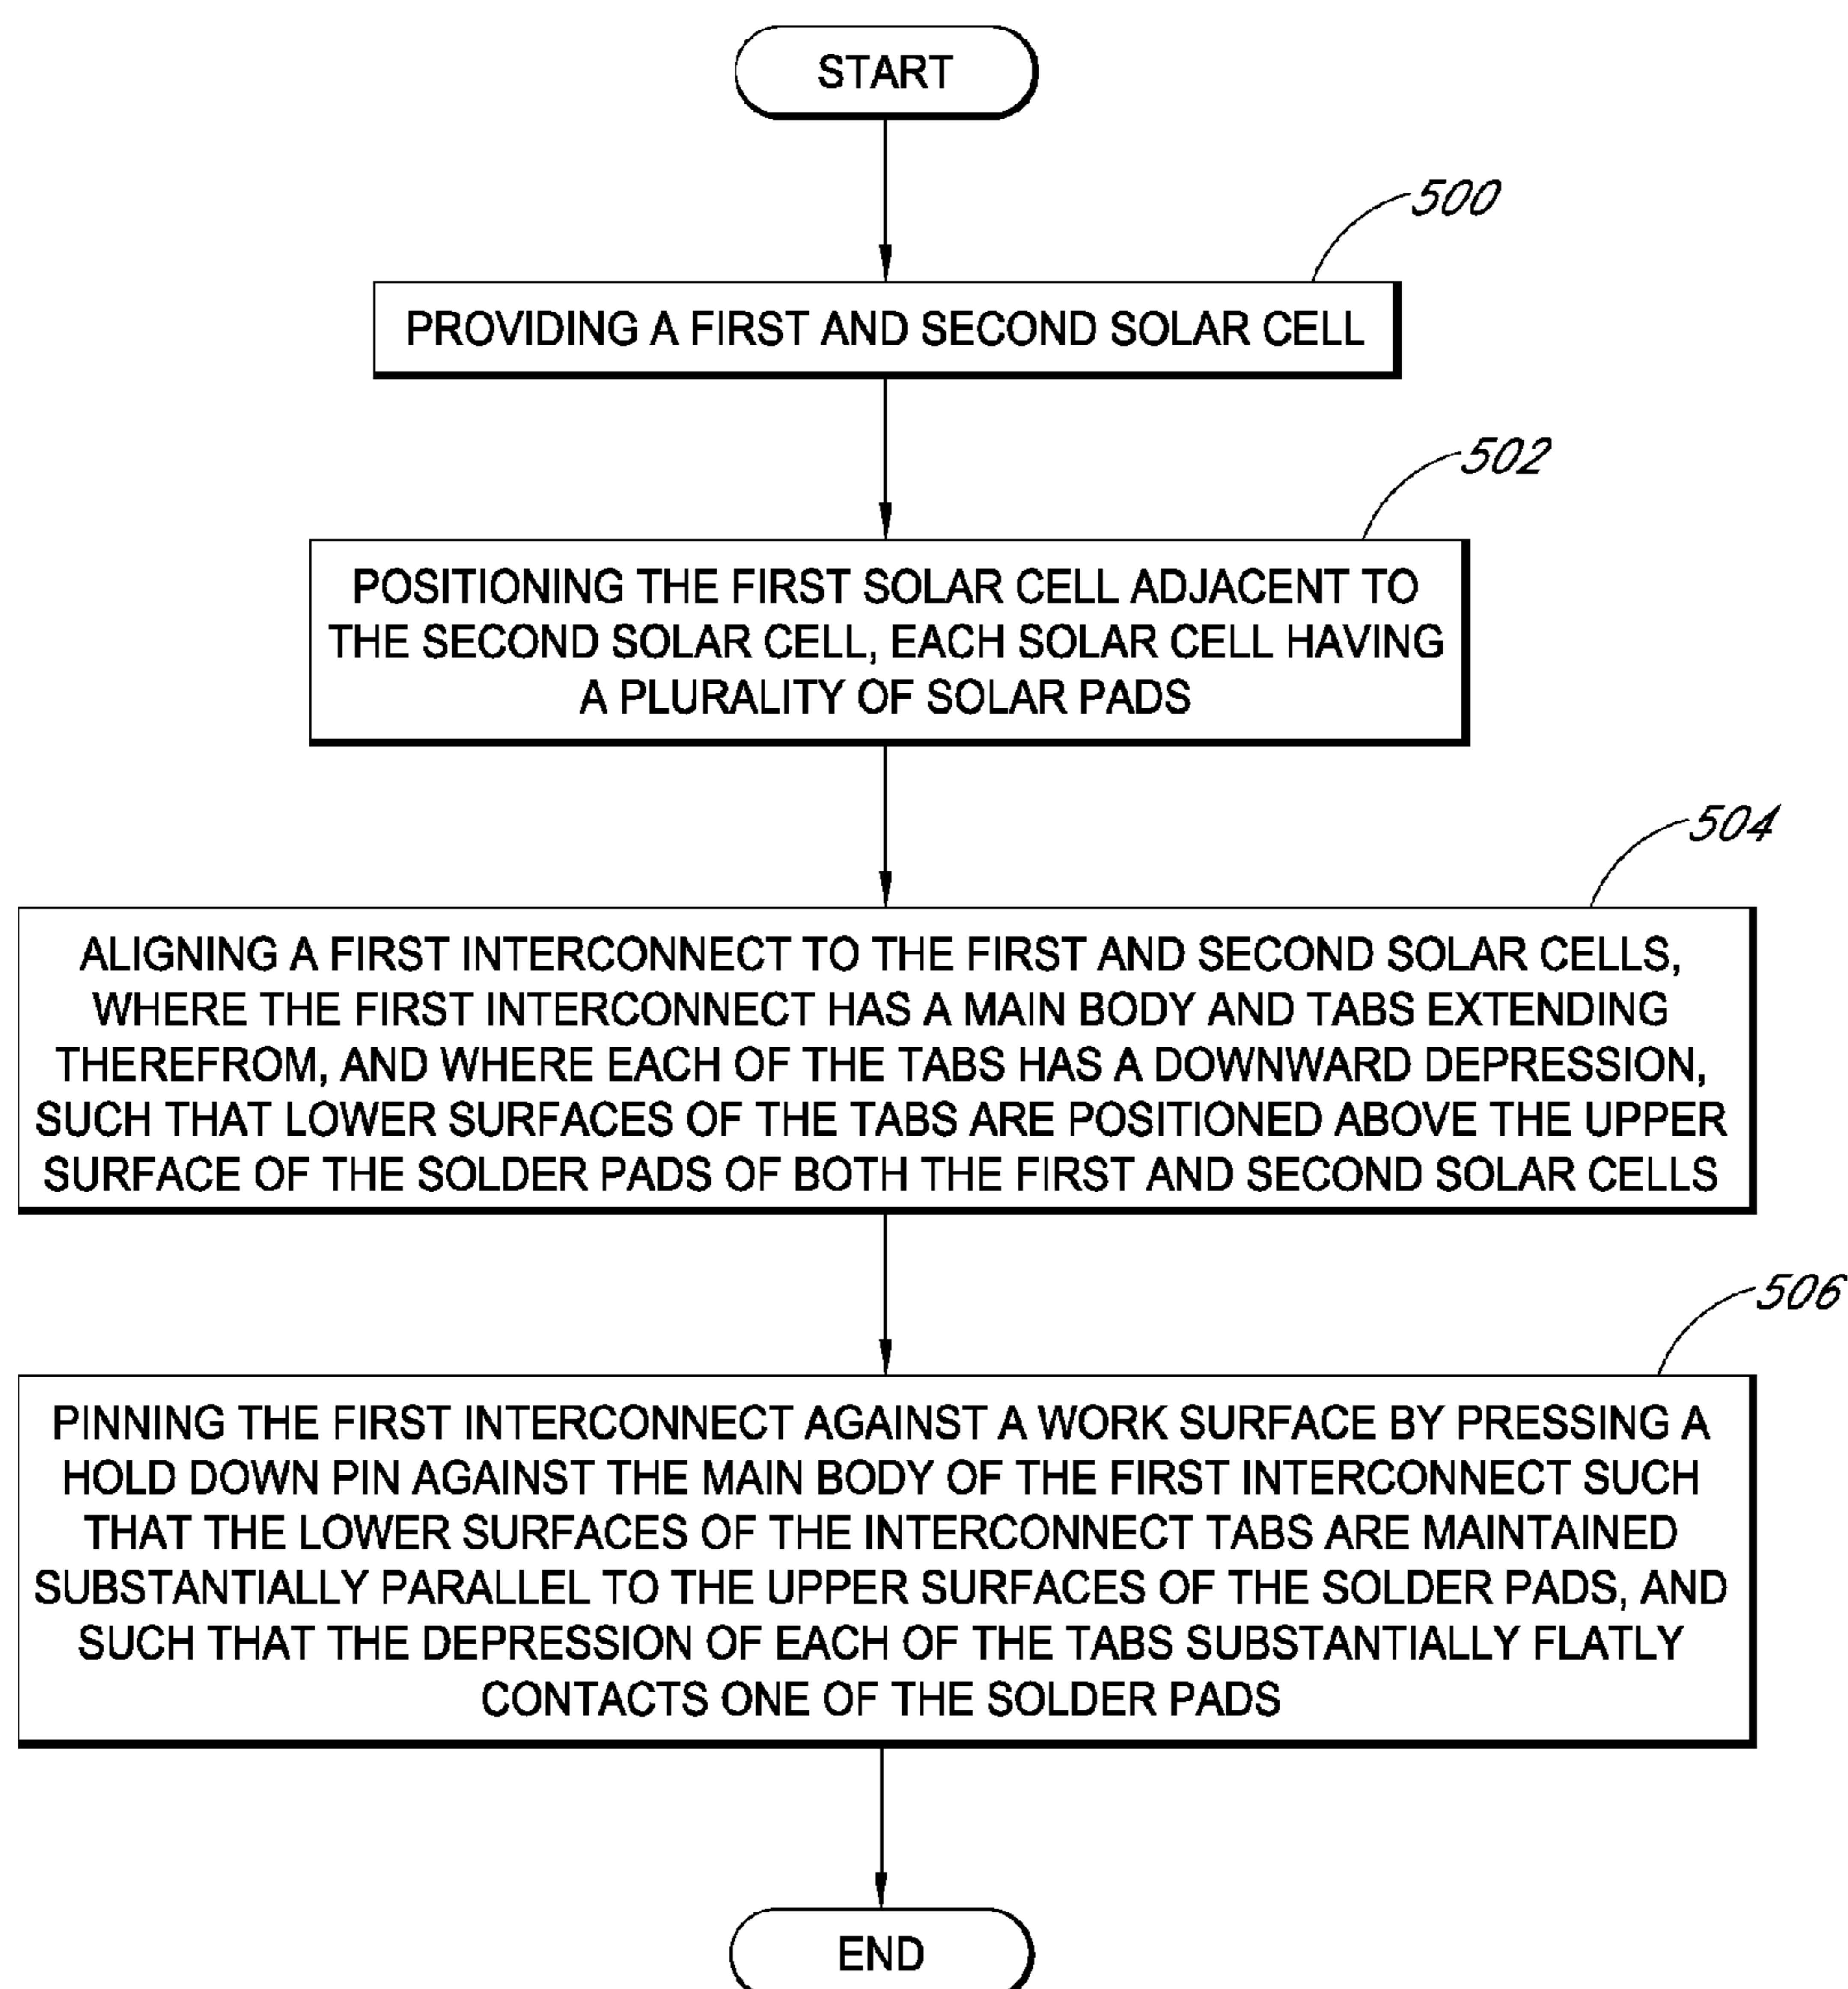 START
500
PROVIDING A FIRST AND SECOND SOLAR CELL
502
POSITIONING THE FIRST SOLAR CELL ADJACENT TO
THE SECOND SOLAR CELL, EACH SOLAR CELL HAVING
A PLURALITY OF SOLAR PADS
504
ALIGNING A FIRST INTERCONNECT TO THE FIRST AND SECOND SOLAR CELLS,
WHERE THE FIRST INTERCONNECT HAS A MAIN BODY AND TABS EXTENDING
THEREFROM, AND WHERE EACH OF THE TABS HAS A DOWNWARD DEPRESSION,
SUCH THAT LOWER SURFACES OF THE TABS ARE POSITIONED ABOVE THE UPPER
SURFACE OF THE SOLDER PADS OF BOTH THE FIRST AND SECOND SOLAR CELLS
506
PINNING THE FIRST INTERCONNECT AGAINST A WORK SURFACE BY PRESSING A
HOLD DOWN PIN AGAINST THE MAIN BODY OF THE FIRST INTERCONNECT SUCH
THAT THE LOWER SURFACES OF THE INTERCONNECT TABS ARE MAINTAINED
SUBSTANTIALLY PARALLEL TO THE UPPER SURFACES OF THE SOLDER PADS, AND
SUCH THAT THE DEPRESSION OF EACH OF THE TABS SUBSTANTIALLY FLATLY
CONTACTS ONE OF THE SOLDER PADS
END